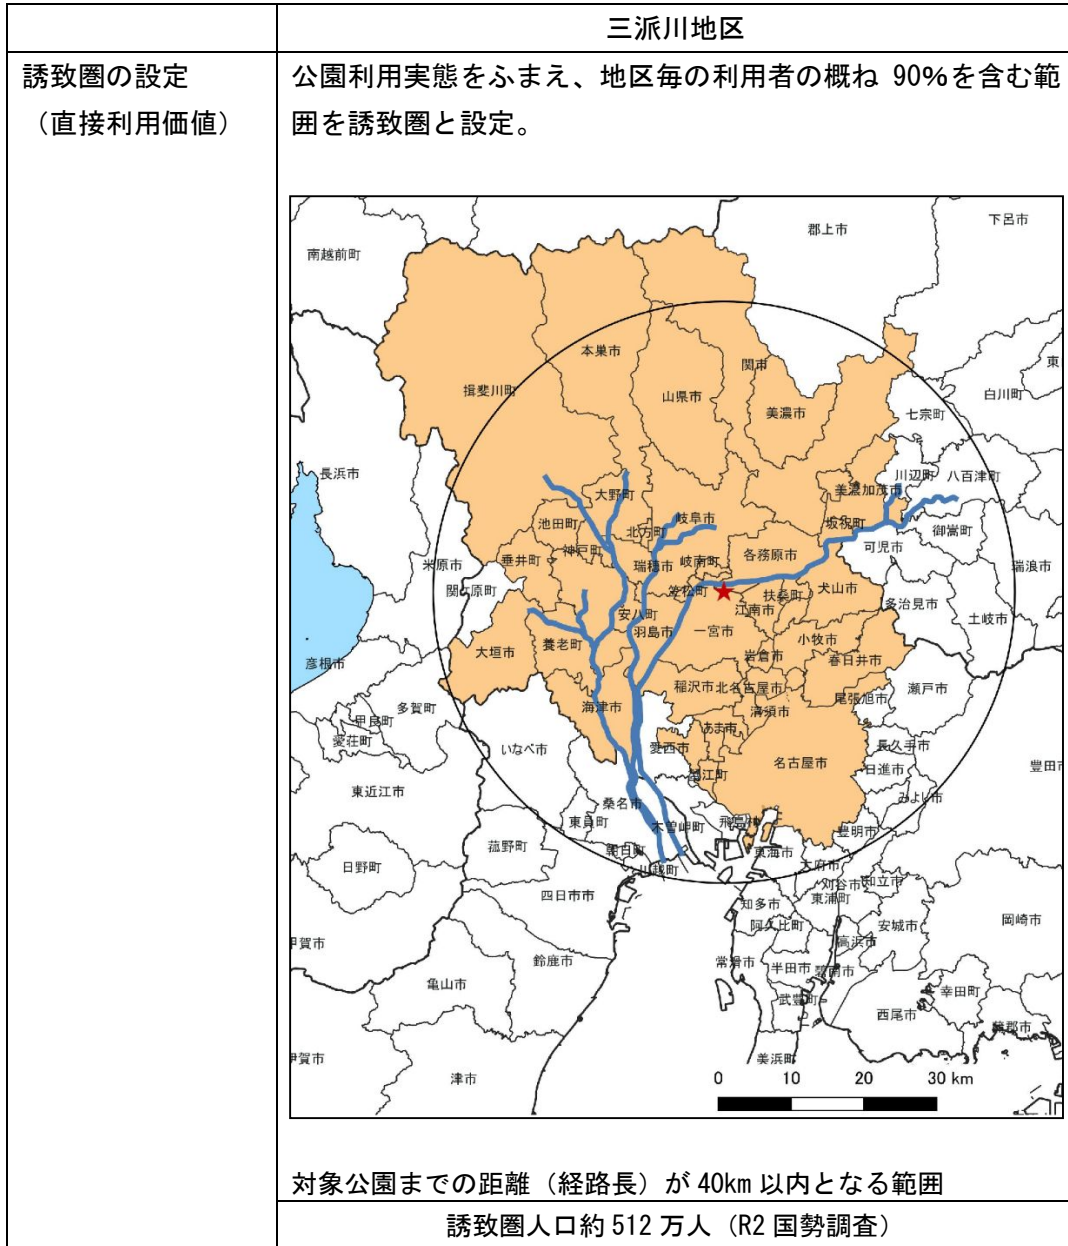 三派川地区
誘致圏の設定
（直接利用価値）
公園利用実態をふまえ、地区毎の利用者の概ね 90%を含む範
囲を誘致圏と設定。
下呂市
郡上市
南越前町
本巣市
関市
東
揖斐川町
山県市
白川町
美濃市
七宗町
長浜市
川辺町
八百津町
大野町
美濃加茂市
池田町
北方町
岐阜市
坂祝町
御嵩町
神戸町
各務原市
可児市
垂井町
瑞穂市
岐南町
米原市
瑞浪市
関ケ原町
笠松町
扶桑町
犬山市
多治見市
安八町
江南市
土岐市
羽島市
一宮市
小牧市
養老町
大垣市
岩倉市
春日井市
彦根市
稲沢市
北名古屋市
尾張旭市
瀬戸市
多賀町
海津市
清須市
甲良町
あま市
愛荘町
いなべ市
愛西市
長久手市
名古屋市
日進市
豊田市
蟹江町
東近江市
みよし市
桑名市
東員町
木曽岬町
飛島村
豊明市
菰野町
朝日町
東海市
大府市
日野町
川越町
刈谷市
知立市
四日市市
知多市
東浦町
岡崎市
阿久比町
安城市
甲賀市
高浜市
鈴鹿市
常滑市
半田市
碧南市
亀山市
幸田町
武豊町
西尾市
蒲郡市
伊賀市
美浜町
津市
0 10 20 30 km
対象公園までの距離（経路長）が 40km 以内となる範囲
誘致圏人口約 512 万人（R2 国勢調査）